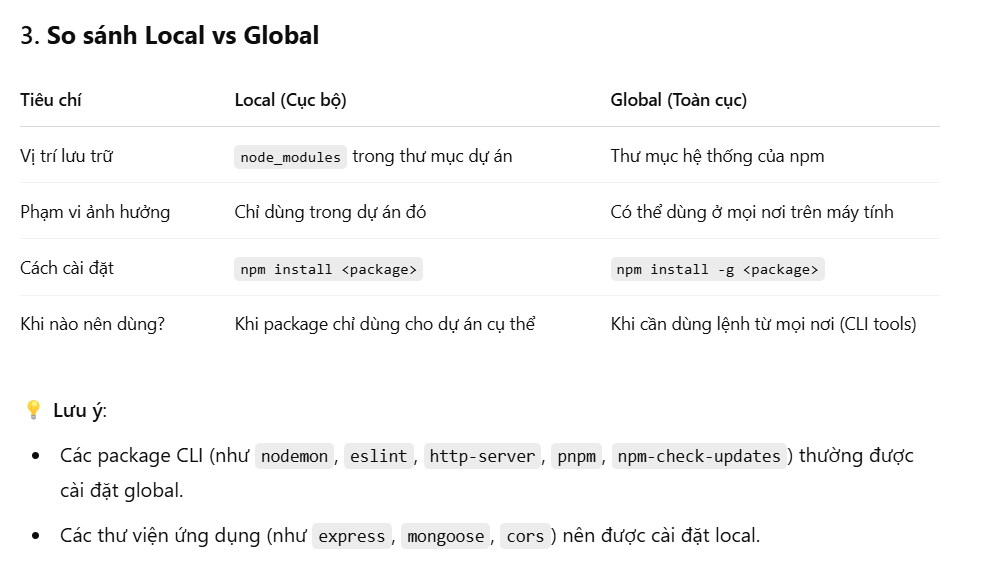 3. So sánh Local vs Global
Tiêu chí Local (Cục bộ) Global (Toàn cục)
Vị trí lưu trữ node_modules trong thư mục dự án Thư mục hệ thống của npm
Phạm vi ảnh hưởng Chỉ dùng trong dự án đó Có thể dùng ở mọi nơi trên máy tính
Cách cài đặt npm install <package> npm install -g <package>
Khi nào nên dùng? Khi package chỉ dùng cho dự án cụ thể Khi cần dùng lệnh từ mọi nơi (CLI tools)
💡 Lưu ý:
• Các package CLI (như nodemon, eslint, http-server, pnpm, npm-check-updates) thường được
cài đặt global.
• Các thư viện ứng dụng (như express, mongoose, cors) nên được cài đặt local.